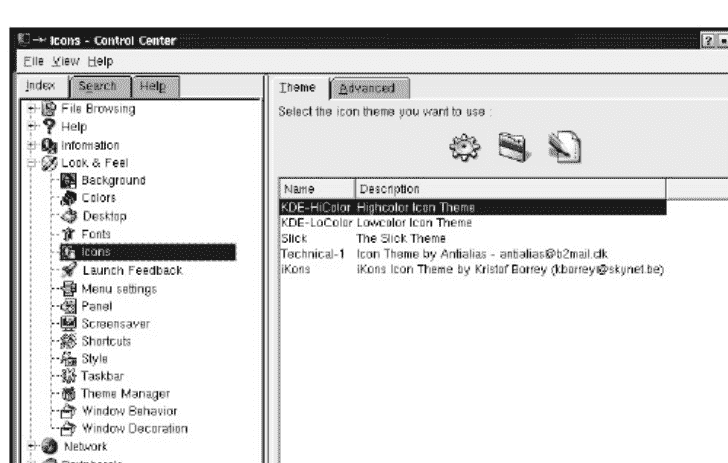 Icons - Control Center
File View Help
Index Search Help
File Browsing
Help
Information
Look & Feel
Background
Colors
Desktop
Fonts
Icons
Launch Feedback
Menu settings
Panel
Screensaver
Shortcuts
Style
Taskbar
Theme Manager
Window Behavior
Window Decoration
Network
Peripherals
Theme Advanced
Select the icon theme you want to use :
Name Description
KDE-HiColor Highcolor Icon Theme
KDE-LoColor Lowcolor Icon Theme
Slick The Slick Theme
Technical-1 Icon Theme by Antialias - antialias@b2mail.dk
iKons iKons Icon Theme by Kristof Borrey (kborrey@skynet.be)